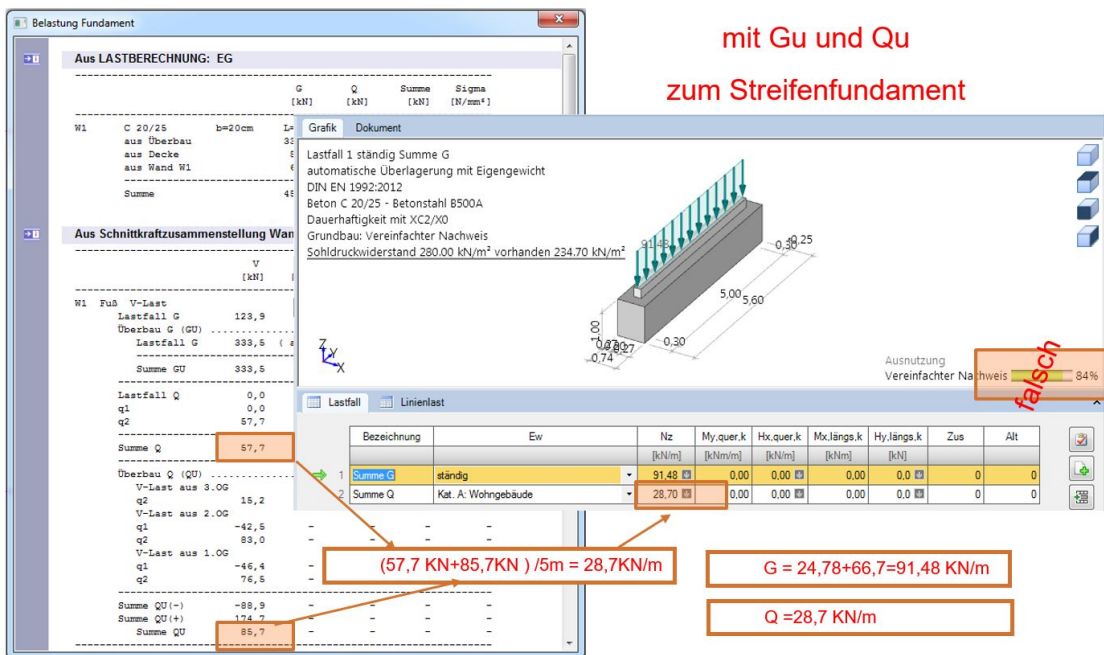 Belastung Fundament
Aus LASTBERECHNUNG: EG
G Q Summe Sigma
[kN] [kN] [kN] [N/mm²]
W1 C 20/25 b=20cm
aus Überbau
aus Decke
aus Wand W1
Summe
Aus Schnittkraftzusammenstellung Wan
V
[kN]
W1 Fuß V-Last
Lastfall G 123,9
Überbau G (GU)
Lastfall G 333,5
Summe GU 333,5
Lastfall Q 0,0
q1 0,0
q2 57,7
Summe Q 57,7
Überbau Q (QU)
V-Last aus 3.OG
q2 15,2
V-Last aus 2.OG
q1 -42,5
q2 83,0
V-Last aus 1.OG
q1 -46,4
q2 76,5
Summe QU(-) -88,9
Summe QU(+) 174,7
Summe QU 85,7
mit Gu und Qu
zum Streifenfundament
Grafik Dokument
Lastfall 1 ständig Summe G
automatische Überlagerung mit Eigengewicht
DIN EN 1992:2012
Beton C 20/25 - Betonstahl B500A
Dauerhaftigkeit mit XC2/X0
Grundbau: Vereinfachter Nachweis
Sohldruckwiderstand 280.00 kN/m² vorhanden 234.70 kN/m²
91,48
0,30
0,25
5,00
5,60
1,00
0,30
0,27
0,74
Z
Y
X
Ausnutzung
Vereinfachter Nachweis 84%
falsch
Lastfall Linienlast
Bezeichnung Ew Nz My,quer,k Hx,quer,k Mx,längs,k Hy,längs,k Zus Alt
[kN/m] [kNm/m] [kN/m] [kNm] [kN]
1 Summe G ständig 91,48 0,00 0,00 0,00 0,0 0 0
2 Summe Q Kat. A: Wohngebäude 28,70 0,00 0,00 0,00 0,0 0 0
(57,7 KN+85,7KN ) /5m = 28,7KN/m
G = 24,78+66,7=91,48 KN/m
Q =28,7 KN/m